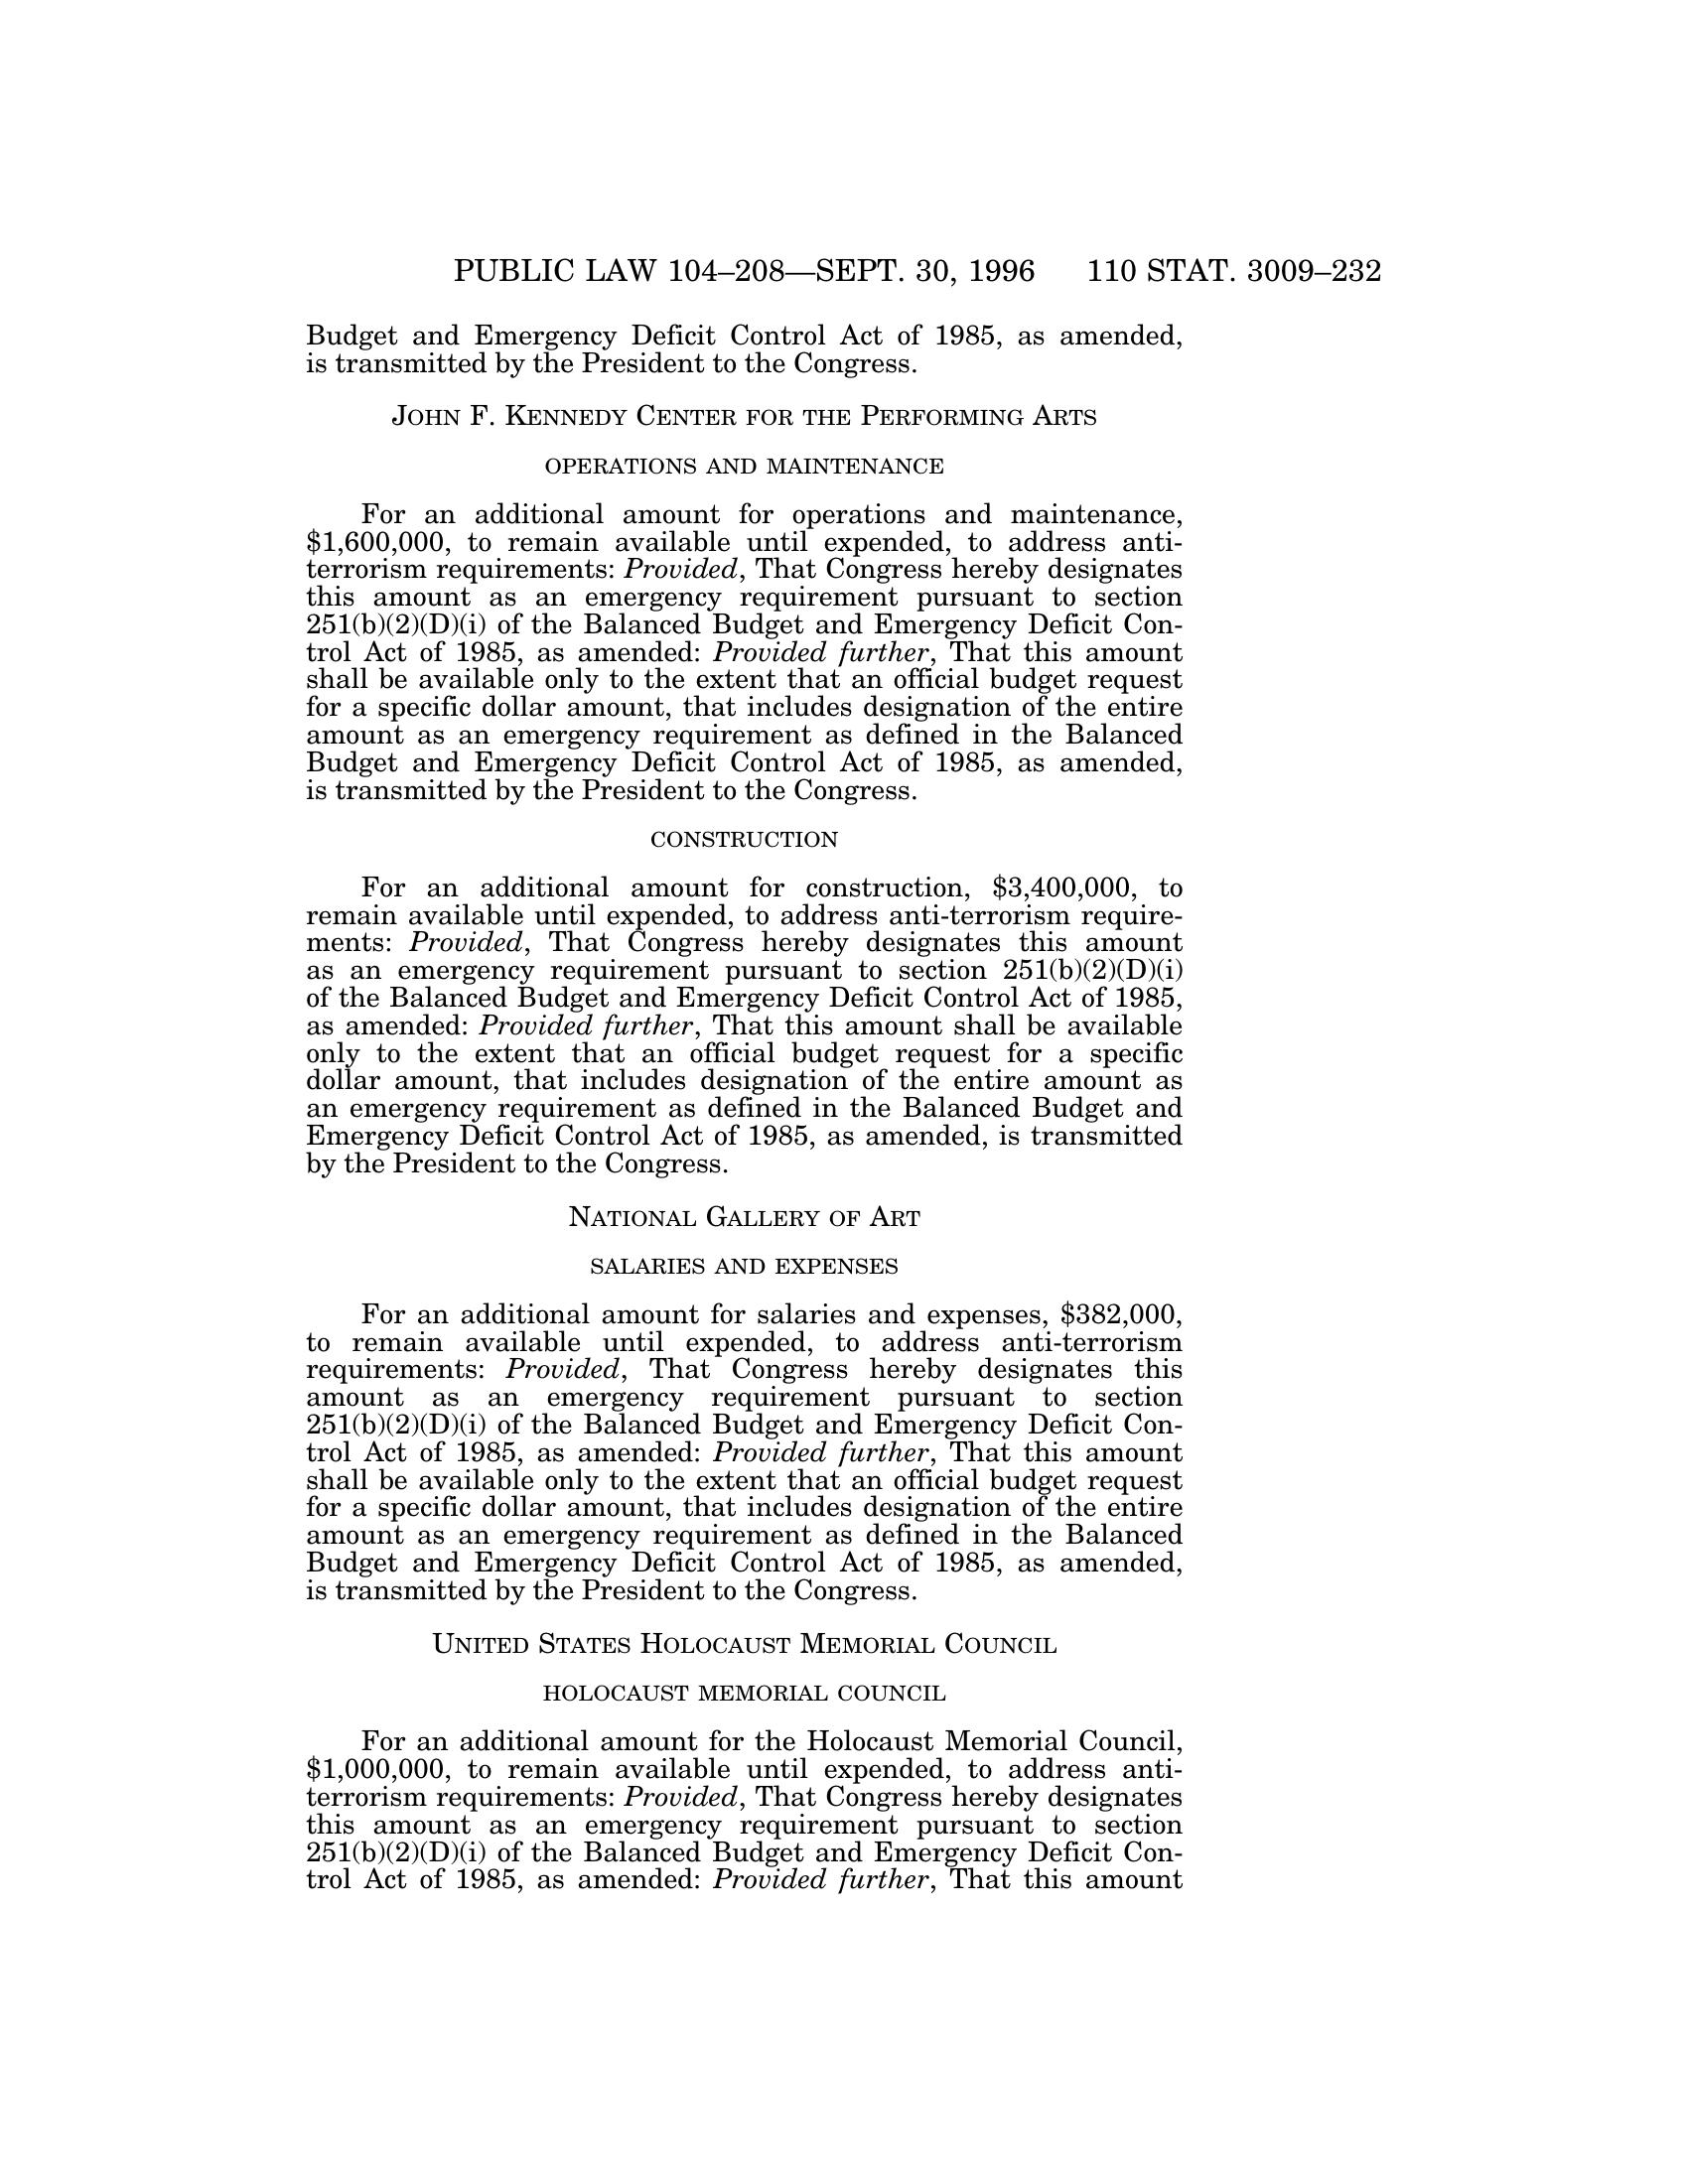 PUBLIC LAW 104–208—SEPT. 30, 1996 110 STAT. 3009–232
Budget and Emergency Deficit Control Act of 1985, as amended,
is transmitted by the President to the Congress.
JOHN F. KENNEDY CENTER FOR THE PERFORMING ARTS
OPERATIONS AND MAINTENANCE
For an additional amount for operations and maintenance,
$1,600,000, to remain available until expended, to address anti-
terrorism requirements: Provided, That Congress hereby designates
this amount as an emergency requirement pursuant to section
251(b)(2)(D)(i) of the Balanced Budget and Emergency Deficit Con-
trol Act of 1985, as amended: Provided further, That this amount
shall be available only to the extent that an official budget request
for a specific dollar amount, that includes designation of the entire
amount as an emergency requirement as defined in the Balanced
Budget and Emergency Deficit Control Act of 1985, as amended,
is transmitted by the President to the Congress.
CONSTRUCTION
For an additional amount for construction, $3,400,000, to
remain available until expended, to address anti-terrorism require-
ments: Provided, That Congress hereby designates this amount
as an emergency requirement pursuant to section 251(b)(2)(D)(i)
of the Balanced Budget and Emergency Deficit Control Act of 1985,
as amended: Provided further, That this amount shall be available
only to the extent that an official budget request for a specific
dollar amount, that includes designation of the entire amount as
an emergency requirement as defined in the Balanced Budget and
Emergency Deficit Control Act of 1985, as amended, is transmitted
by the President to the Congress.
NATIONAL GALLERY OF ART
SALARIES AND EXPENSES
For an additional amount for salaries and expenses, $382,000,
to remain available until expended, to address anti-terrorism
requirements: Provided, That Congress hereby designates this
amount as an emergency requirement pursuant to section
251(b)(2)(D)(i) of the Balanced Budget and Emergency Deficit Con-
trol Act of 1985, as amended: Provided further, That this amount
shall be available only to the extent that an official budget request
for a specific dollar amount, that includes designation of the entire
amount as an emergency requirement as defined in the Balanced
Budget and Emergency Deficit Control Act of 1985, as amended,
is transmitted by the President to the Congress.
UNITED STATES HOLOCAUST MEMORIAL COUNCIL
HOLOCAUST MEMORIAL COUNCIL
For an additional amount for the Holocaust Memorial Council,
$1,000,000, to remain available until expended, to address anti-
terrorism requirements: Provided, That Congress hereby designates
this amount as an emergency requirement pursuant to section
251(b)(2)(D)(i) of the Balanced Budget and Emergency Deficit Con-
trol Act of 1985, as amended: Provided further, That this amount